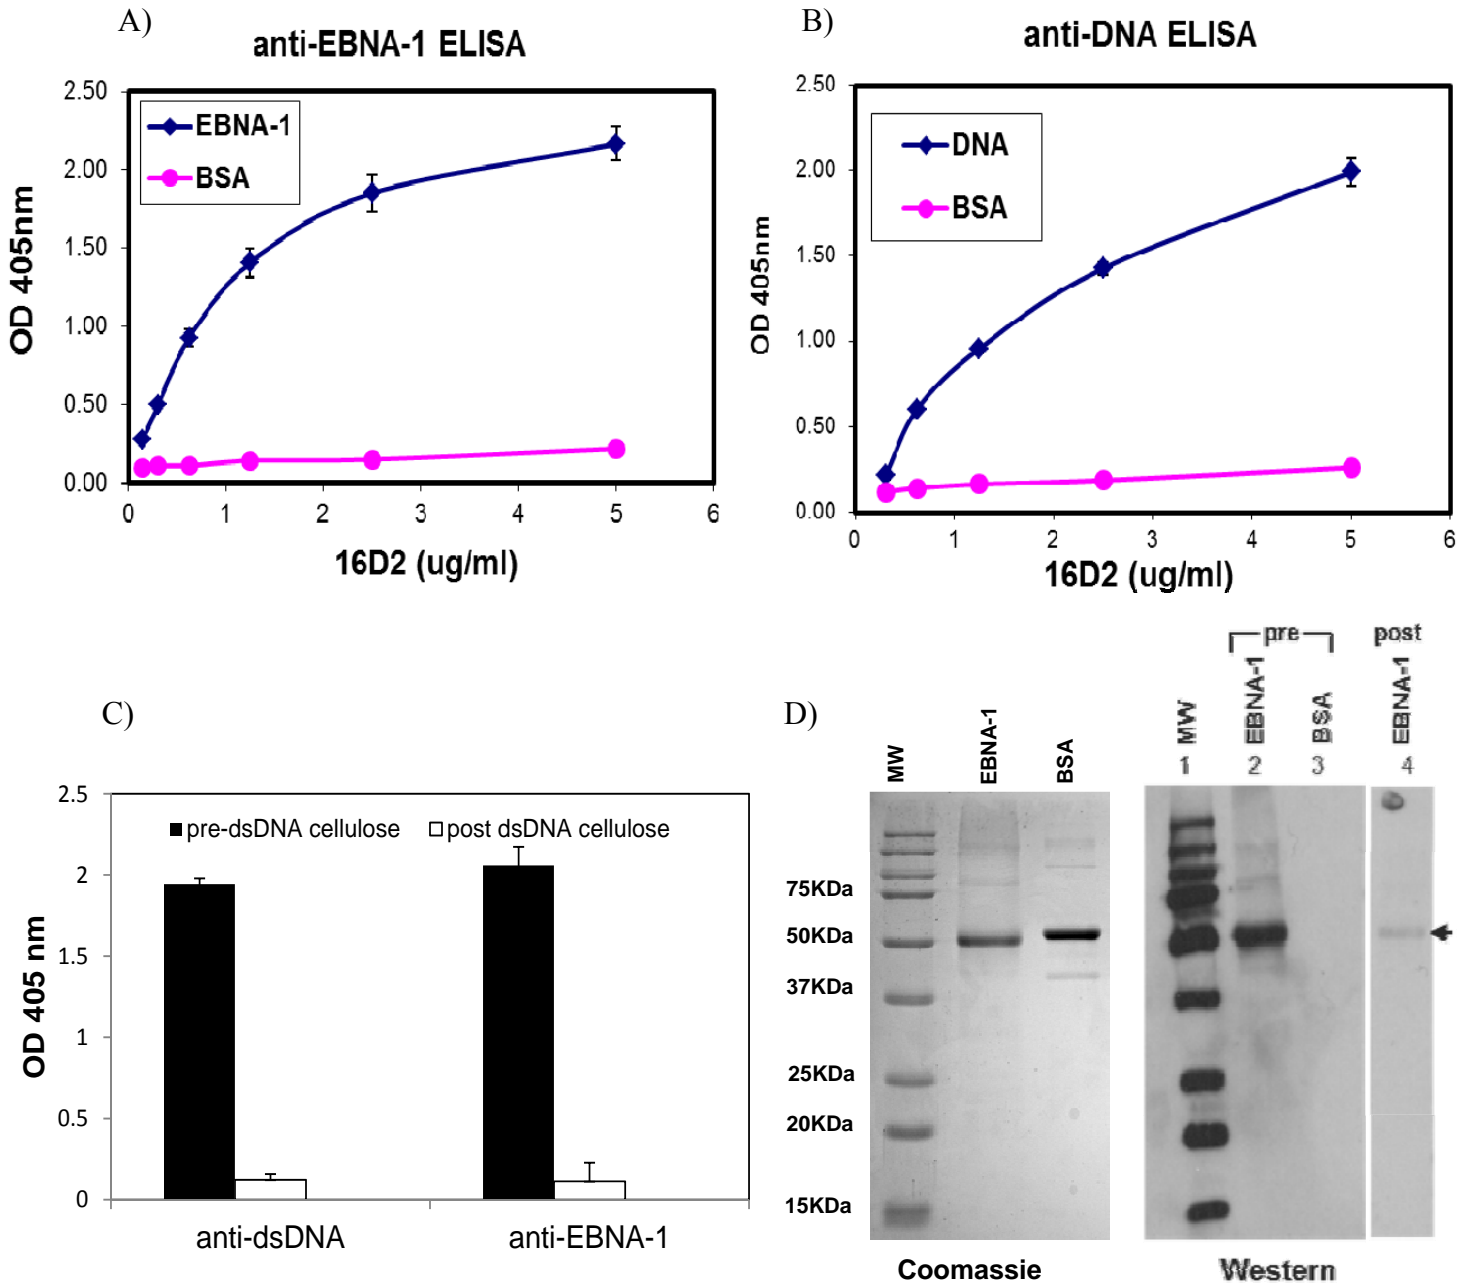 A)
anti-EBNA-1 ELISA
2.50
2.00
1.50
1.00
0.50
0.00
EBNA-1
BSA
OD 405nm
0 1 2 3 4 5 6
16D2 (ug/ml)
B)
anti-DNA ELISA
2.50
2.00
1.50
1.00
0.50
0.00
DNA
BSA
OD 405nm
0 1 2 3 4 5 6
16D2 (ug/ml)
C)
2.5
2
1.5
1
0.5
0
pre-dsDNA cellulose post dsDNA cellulose
OD 405 nm
anti-dsDNA anti-EBNA-1
D)
MW
EBNA-1
BSA
75KDa
50KDa
37KDa
25KDa
20KDa
15KDa
Coomassie
pre post
MW
EBNA-1
BSA
EBNA-1
1 2 3 4
Western